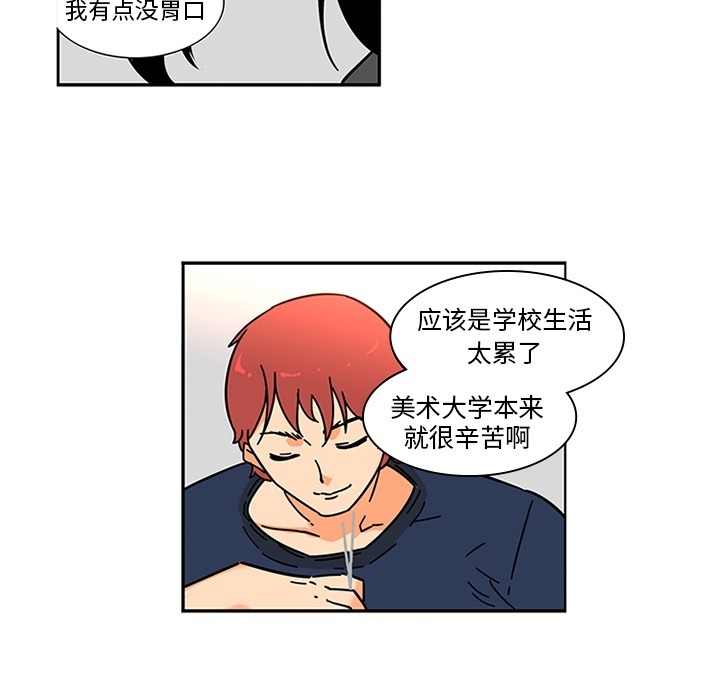 我有点没胃口
应该是学校生活
太累了
美术大学本来
就很辛苦啊